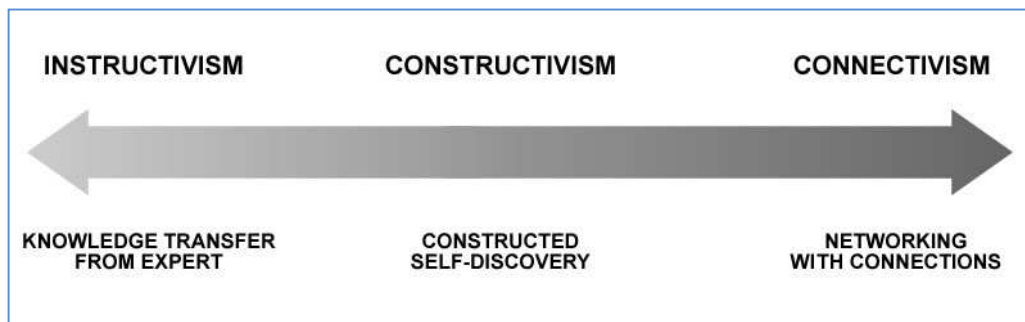 INSTRUCTIVISM CONSTRUCTIVISM CONNECTIVISM
KNOWLEDGE TRANSFER
FROM EXPERT
CONSTRUCTED
SELF-DISCOVERY
NETWORKING
WITH CONNECTIONS